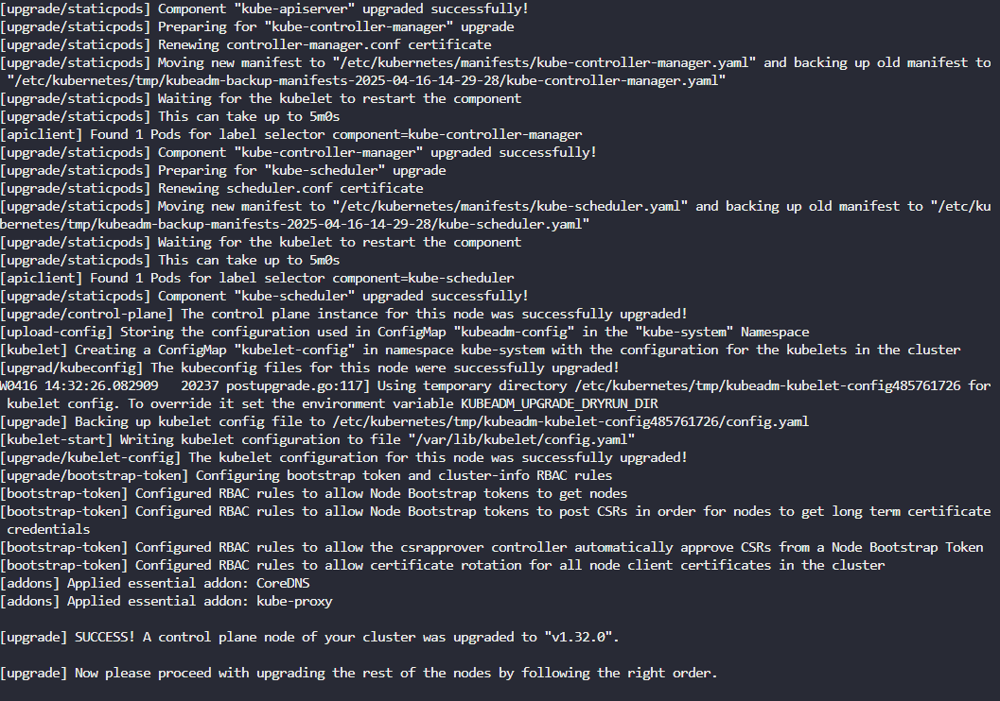 [upgrade/staticpods] Component "kube-apiserver" upgraded successfully!
[upgrade/staticpods] Preparing for "kube-controller-manager" upgrade
[upgrade/staticpods] Renewing controller-manager.conf certificate
[upgrade/staticpods] Moving new manifest to "/etc/kubernetes/manifests/kube-controller-manager.yaml" and backing up old manifest to
"/etc/kubernetes/tmp/kubeadm-backup-manifests-2025-04-16-14-29-28/kube-controller-manager.yaml"
[upgrade/staticpods] Waiting for the kubelet to restart the component
[upgrade/staticpods] This can take up to 5m0s
[apiclient] Found 1 Pods for label selector component=kube-controller-manager
[upgrade/staticpods] Component "kube-controller-manager" upgraded successfully!
[upgrade/staticpods] Preparing for "kube-scheduler" upgrade
[upgrade/staticpods] Renewing scheduler.conf certificate
[upgrade/staticpods] Moving new manifest to "/etc/kubernetes/manifests/kube-scheduler.yaml" and backing up old manifest to "/etc/ku
bernetes/tmp/kubeadm-backup-manifests-2025-04-16-14-29-28/kube-scheduler.yaml"
[upgrade/staticpods] Waiting for the kubelet to restart the component
[upgrade/staticpods] This can take up to 5m0s
[apiclient] Found 1 Pods for label selector component=kube-scheduler
[upgrade/staticpods] Component "kube-scheduler" upgraded successfully!
[upgrade/control-plane] The control plane instance for this node was successfully upgraded!
[upload-config] Storing the configuration used in ConfigMap "kubeadm-config" in the "kube-system" Namespace
[kubelet] Creating a ConfigMap "kubelet-config" in namespace kube-system with the configuration for the kubelets in the cluster
[upgrad/kubeconfig] The kubeconfig files for this node were successfully upgraded!
W0416 14:32:26.082909   20237 postupgrade.go:117] Using temporary directory /etc/kubernetes/tmp/kubeadm-kubelet-config485761726 for
kubelet config. To override it set the environment variable KUBEADM_UPGRADE_DRYRUN_DIR
[upgrade] Backing up kubelet config file to /etc/kubernetes/tmp/kubeadm-kubelet-config485761726/config.yaml
[kubelet-start] Writing kubelet configuration to file "/var/lib/kubelet/config.yaml"
[upgrade/kubelet-config] The kubelet configuration for this node was successfully upgraded!
[upgrade/bootstrap-token] Configuring bootstrap token and cluster-info RBAC rules
[bootstrap-token] Configured RBAC rules to allow Node Bootstrap tokens to get nodes
[bootstrap-token] Configured RBAC rules to allow Node Bootstrap tokens to post CSRs in order for nodes to get long term certificate
credentials
[bootstrap-token] Configured RBAC rules to allow the csrapprover controller automatically approve CSRs from a Node Bootstrap Token
[bootstrap-token] Configured RBAC rules to allow certificate rotation for all node client certificates in the cluster
[addons] Applied essential addon: CoreDNS
[addons] Applied essential addon: kube-proxy
[upgrade] SUCCESS! A control plane node of your cluster was upgraded to "v1.32.0".
[upgrade] Now please proceed with upgrading the rest of the nodes by following the right order.